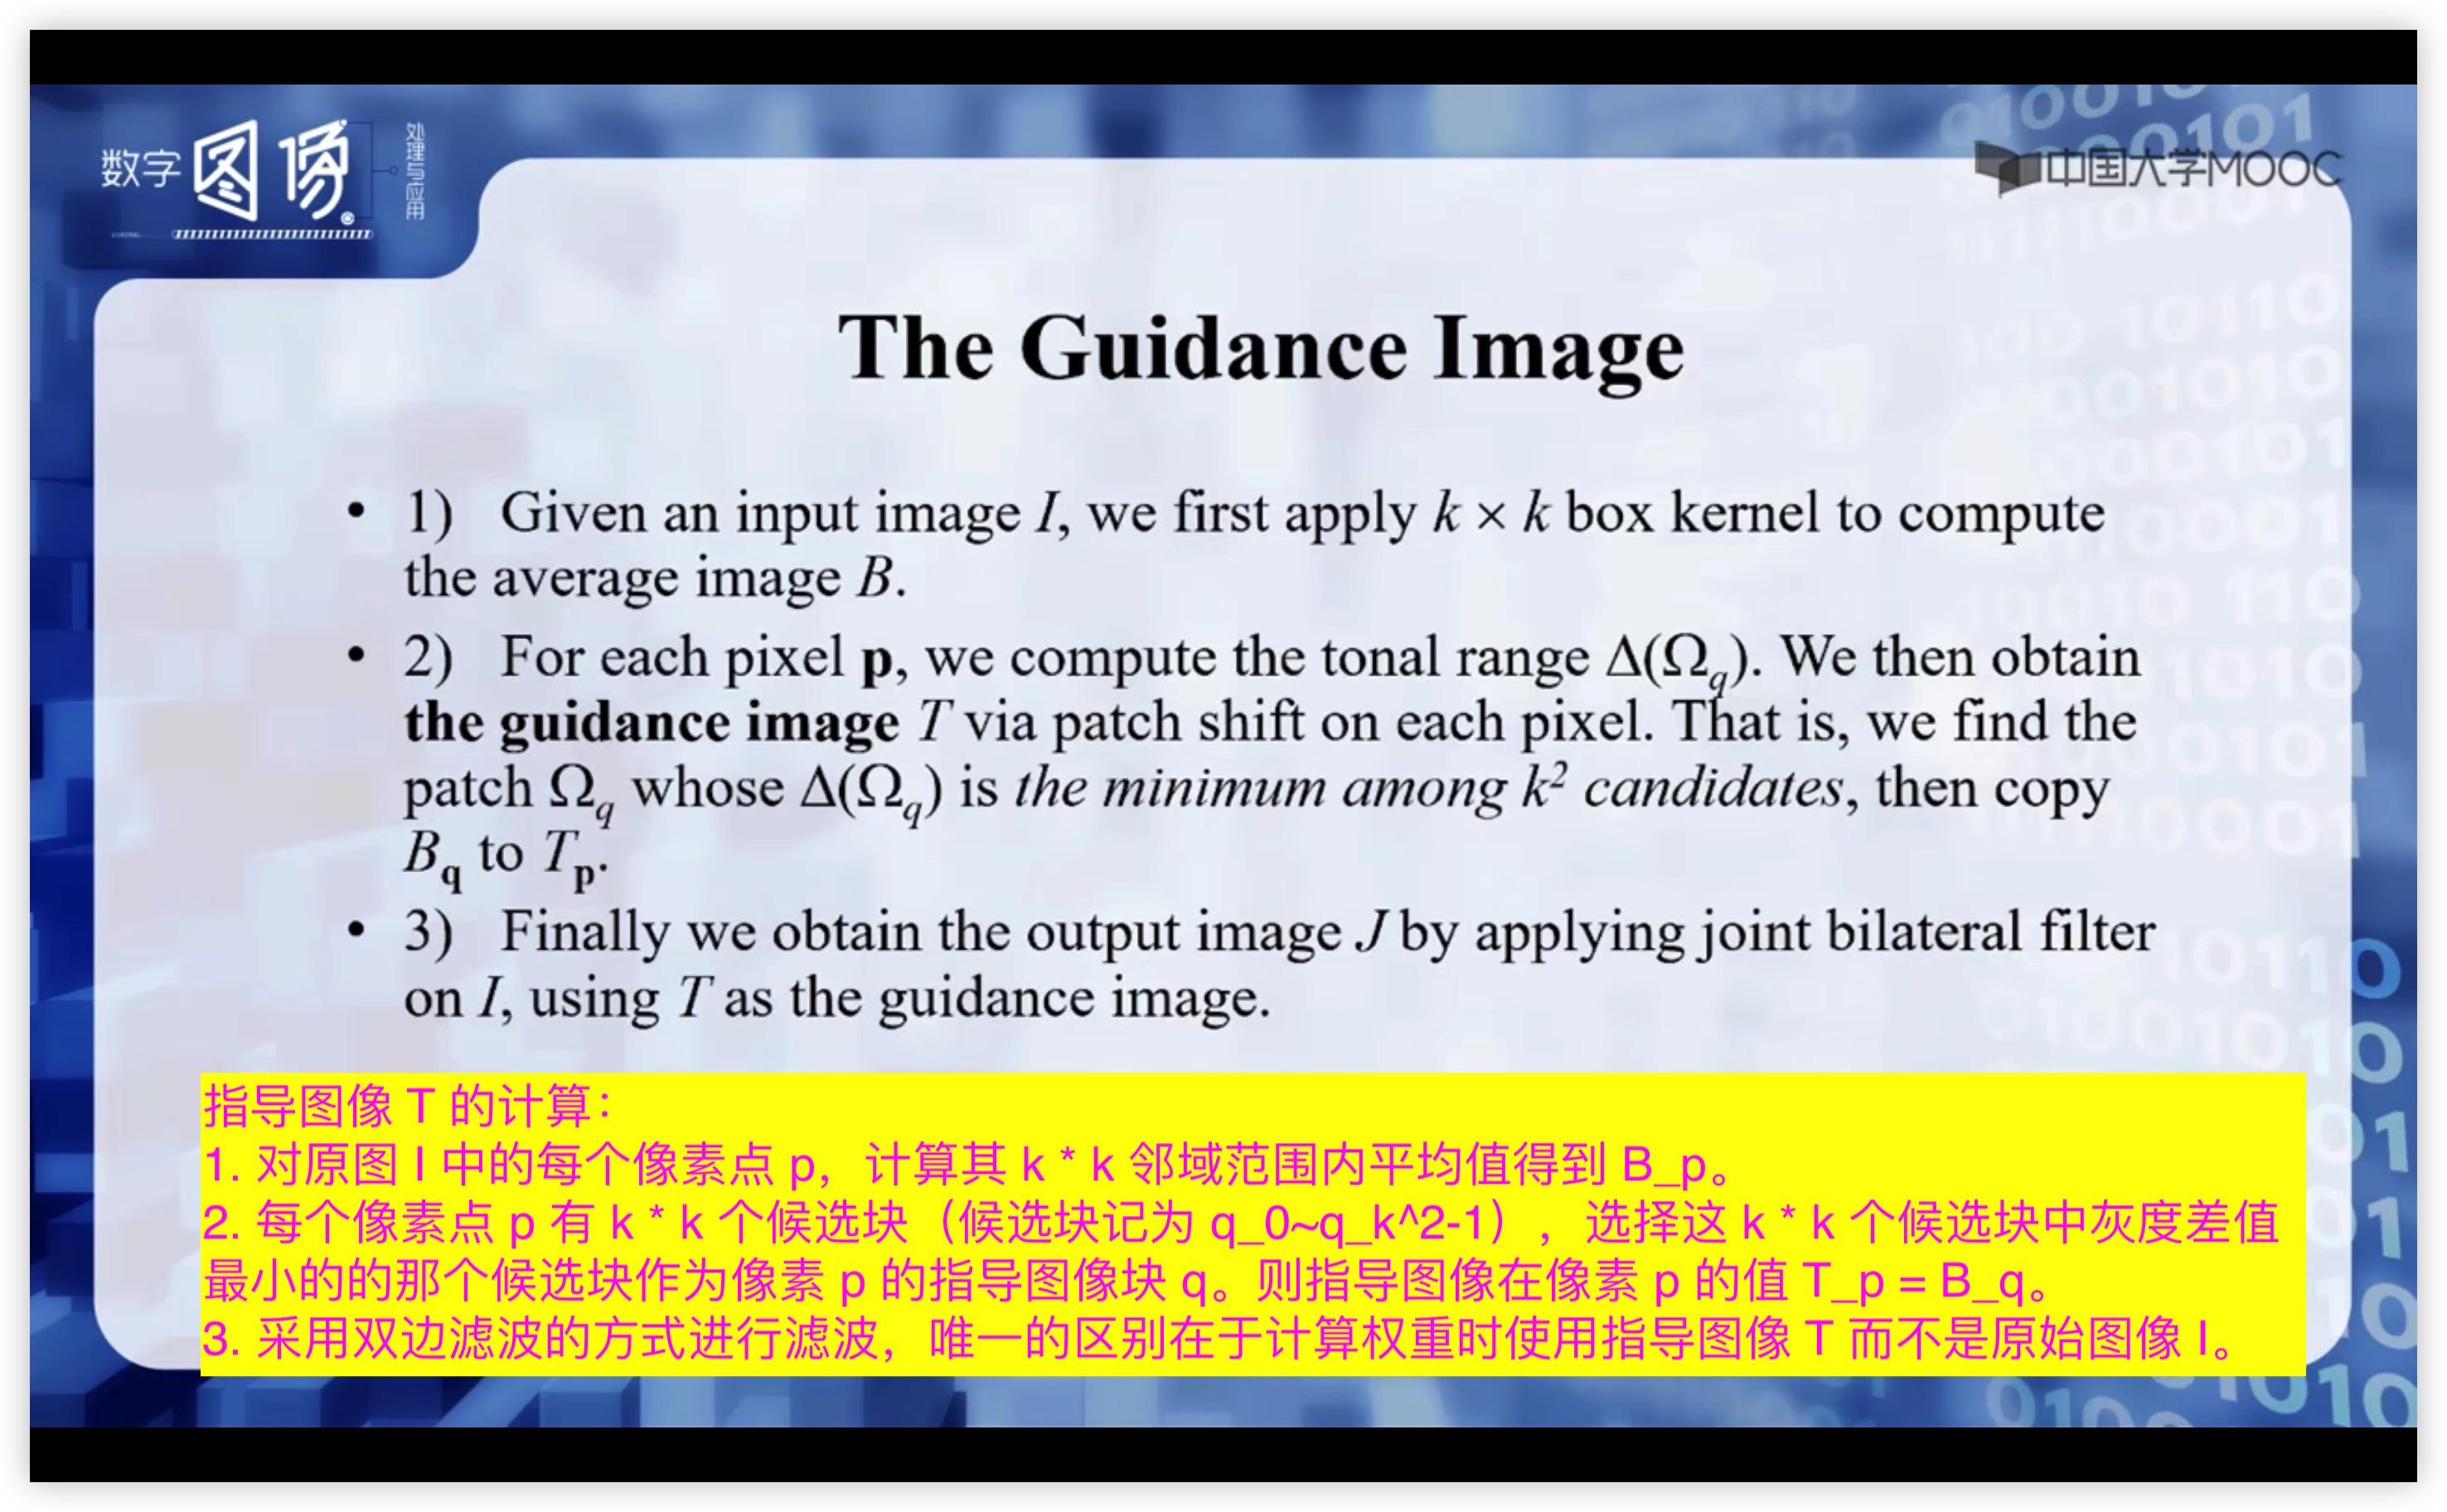 数字图像
处理与应用
中国大学MOOC
The Guidance Image
• 1) Given an input image I, we first apply k × k box kernel to compute
the average image B.
• 2) For each pixel p, we compute the tonal range Δ(Ωq). We then obtain
the guidance image T via patch shift on each pixel. That is, we find the
patch Ωq whose Δ(Ωq) is the minimum among k² candidates, then copy
Bq to Tp.
• 3) Finally we obtain the output image J by applying joint bilateral filter
on I, using T as the guidance image.
指导图像 T 的计算：
1. 对原图 I 中的每个像素点 p，计算其 k * k 邻域范围内平均值得到 B_p。
2. 每个像素点 p 有 k * k 个候选块（候选块记为 q_0~q_k^2-1），选择这 k * k 个候选块中灰度差值
最小的的那个候选块作为像素 p 的指导图像块 q。则指导图像在像素 p 的值 T_p = B_q。
3. 采用双边滤波的方式进行滤波，唯一的区别在于计算权重时使用指导图像 T 而不是原始图像 I。